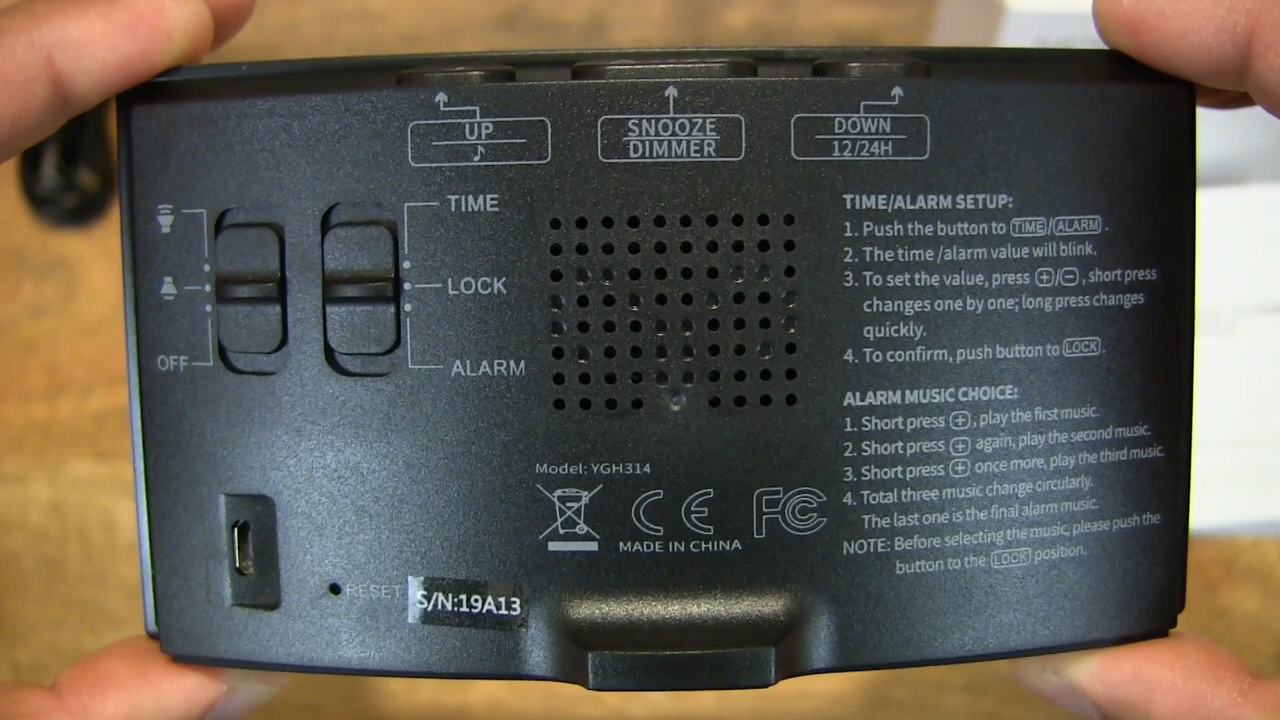 UP
♪
SNOOZE
DIMMER
DOWN
12/24H
TIME
LOCK
ALARM
OFF
TIME/ALARM SETUP:
1. Push the button to TIME/ALARM.
2. The time /alarm value will blink.
3. To set the value, press +/-, short press
changes one by one; long press changes
quickly.
4. To confirm, push button to LOCK.
ALARM MUSIC CHOICE:
1. Short press +, play the first music.
2. Short press + again, play the second music.
3. Short press + once more, play the third music.
4. Total three music change circularly.
The last one is the final alarm music.
NOTE: Before selecting the music, please push the
button to the LOCK position.
Model: YGH314
CE FC
MADE IN CHINA
RESET
S/N:19A13